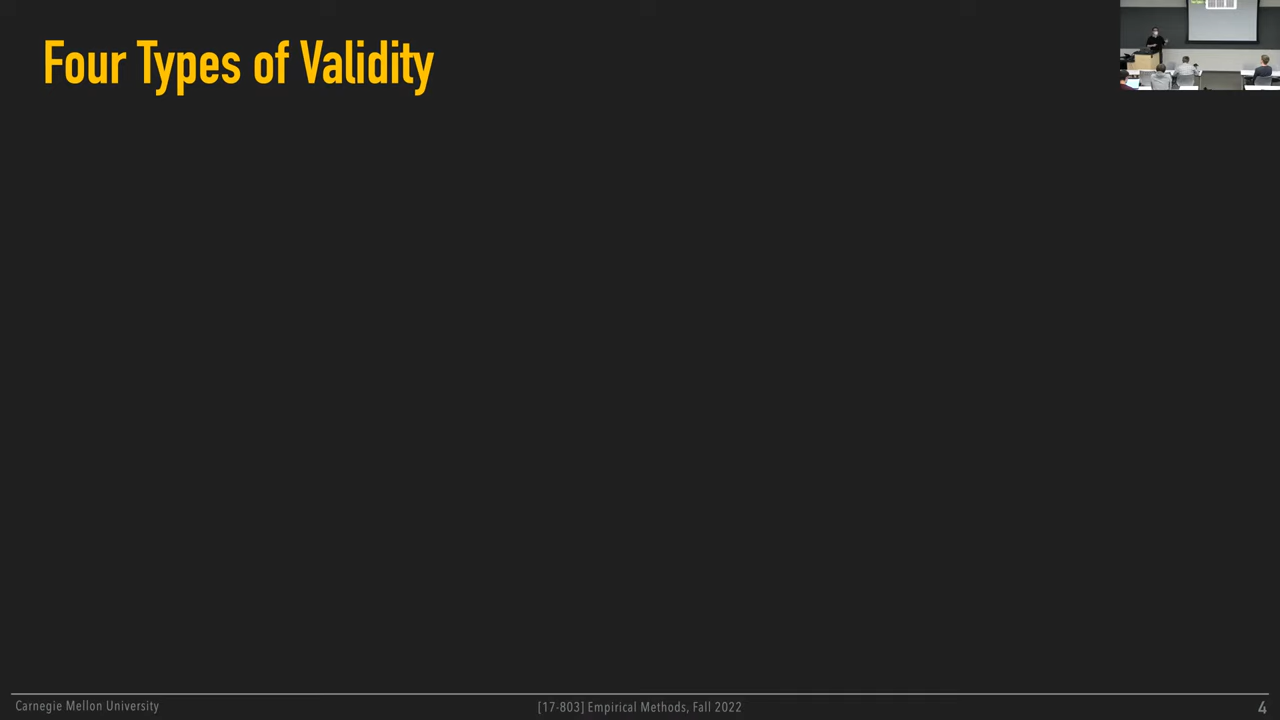 Four Types of Validity
Carnegie Mellon University
[17-803] Empirical Methods, Fall 2022
4